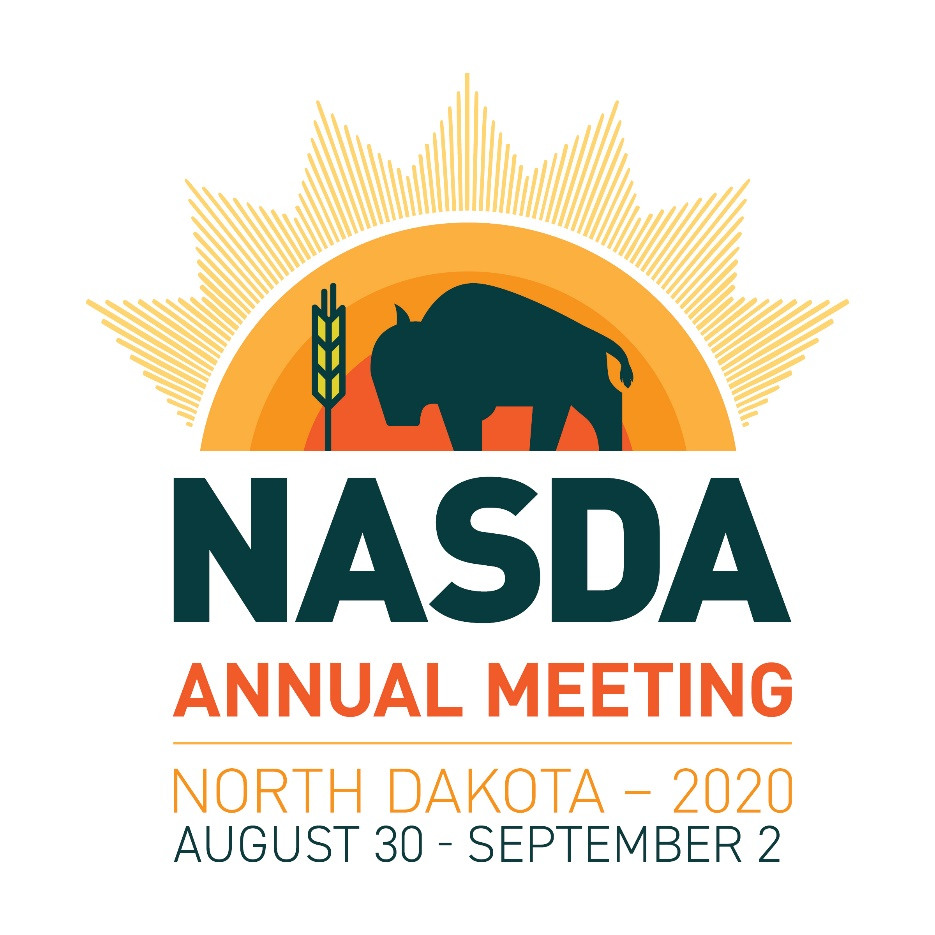 NASDA
ANNUAL MEETING
NORTH DAKOTA – 2020
AUGUST 30 - SEPTEMBER 2